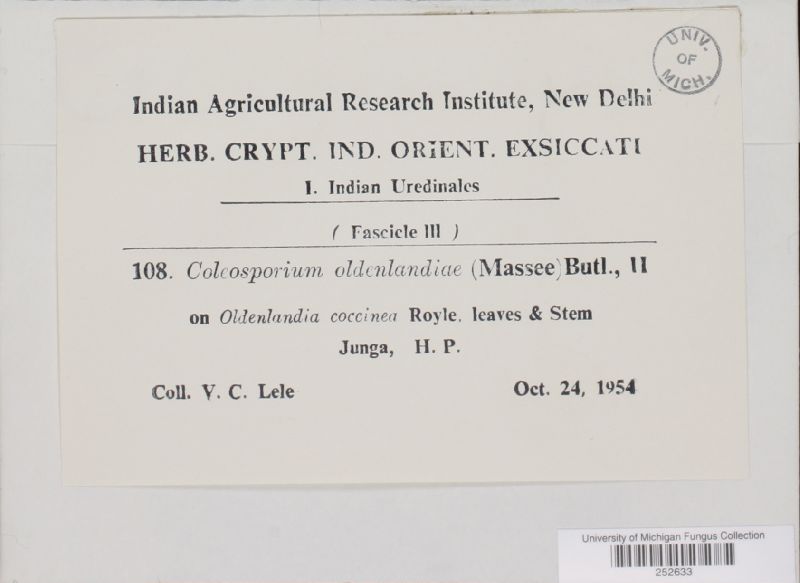 UNIV.
OF
MICH.
Indian Agricultural Research Institute, New Delhi
HERB. CRYPT. IND. ORIENT. EXSICCATI
I. Indian Uredinales
( Fascicle III )
108. Coleosporium oldenlandiae (Massee) Butl., II
on Oldenlandia coccinea Royle. leaves & Stem
Junga, H. P.
Coll. V. C. Lele Oct. 24, 1954
University of Michigan Fungus Collection
252633